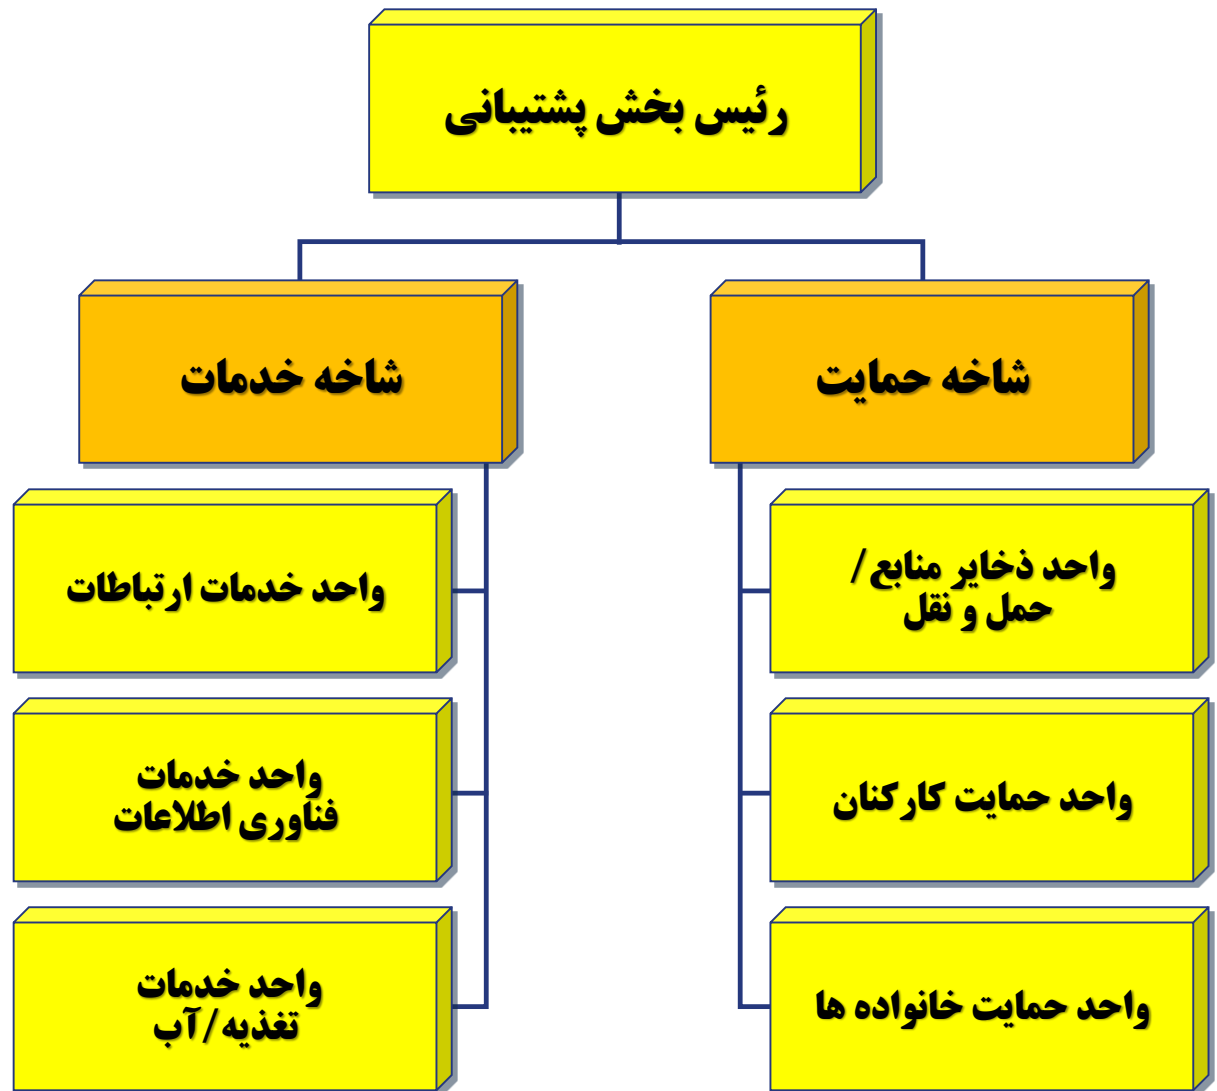 رئیس بخش پشتیبانی
شاخه حمایت
شاخه خدمات
واحد ذخایر منابع/
حمل و نقل
واحد حمایت کارکنان
واحد حمایت خانواده ها
واحد خدمات ارتباطات
واحد خدمات
فناوری اطلاعات
واحد خدمات
تغذیه/آب